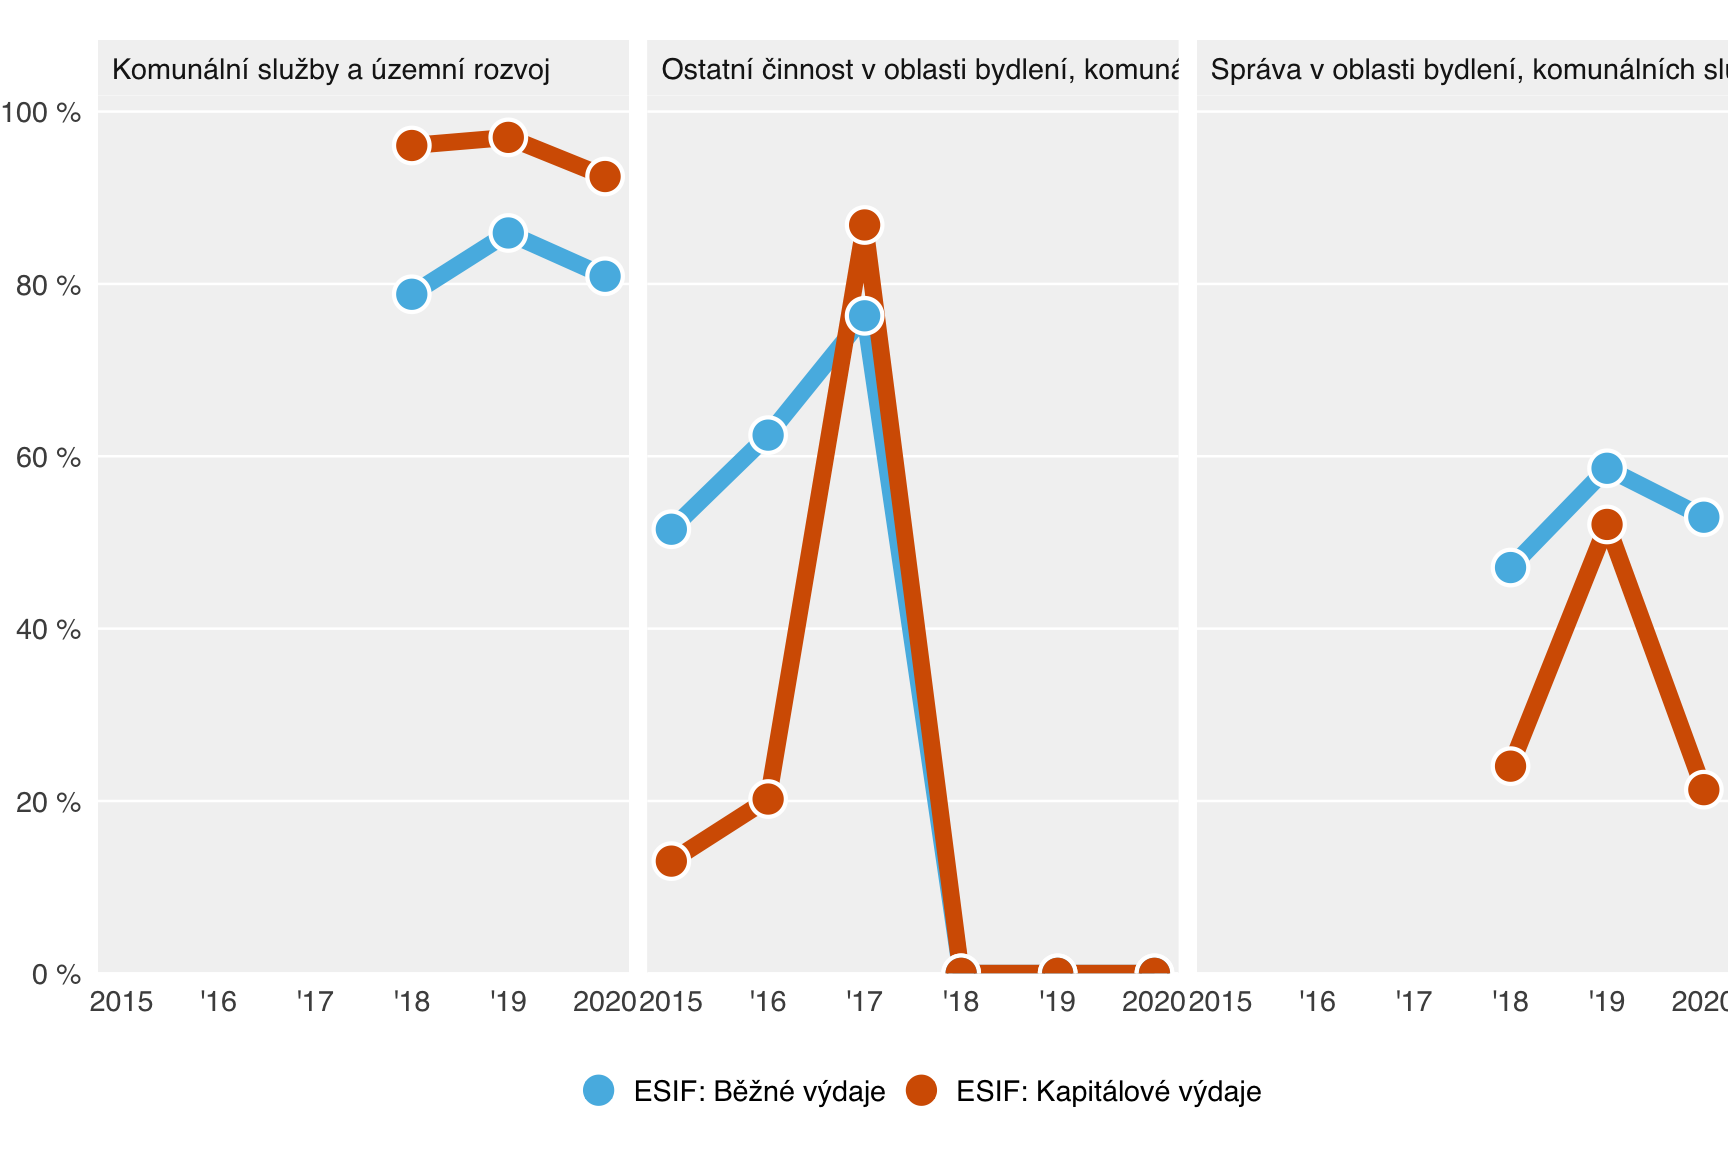 Komunální služby a územní rozvoj
Ostatní činnost v oblasti bydlení, komuná
Správa v oblasti bydlení, komunálních slu
100 %
80 %
60 %
40 %
20 %
0 %
2015 '16 '17 '18 '19 2020
2015 '16 '17 '18 '19 2020
2015 '16 '17 '18 '19 2020
ESIF: Běžné výdaje
ESIF: Kapitálové výdaje